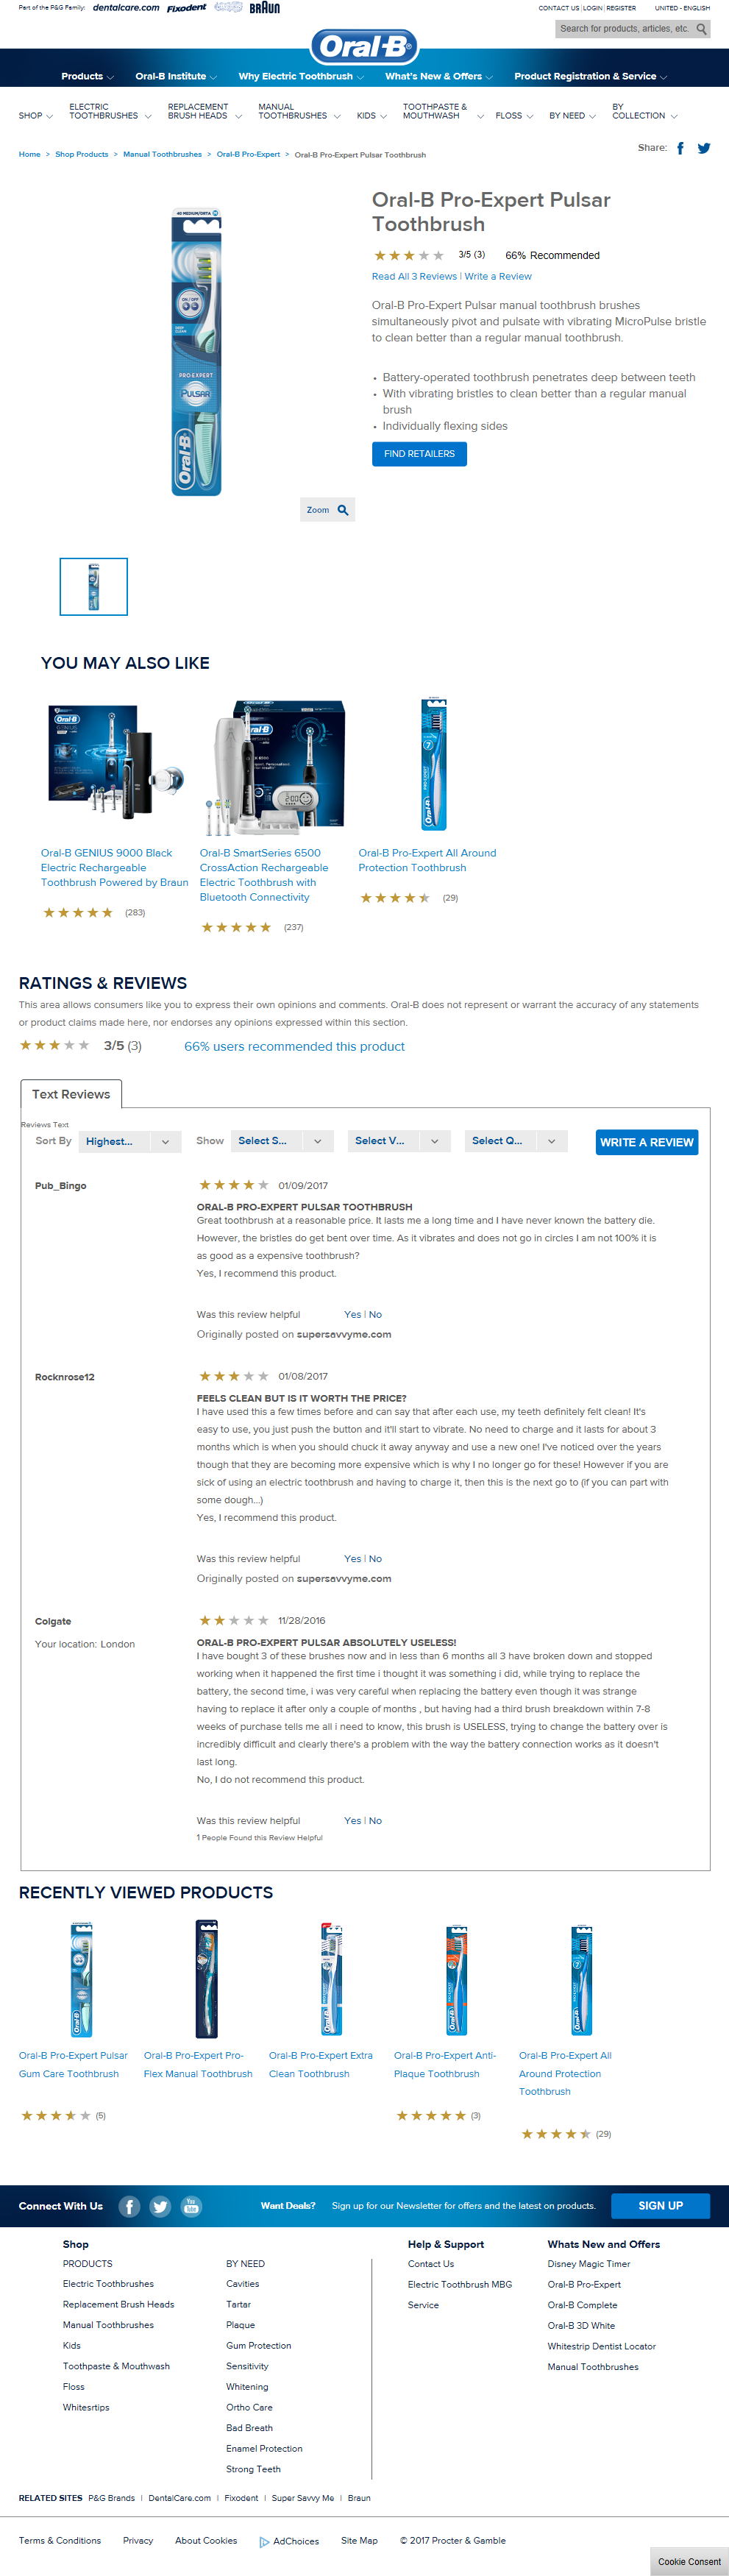 Part of the P&G Family: dentalcare.com Fixodent BRAUN
CONTACT US | LOGIN | REGISTER UNITED - ENGLISH
Search for products, articles, etc.
Oral-B®
Products Oral-B Institute Why Electric Toothbrush What's New & Offers Product Registration & Service
SHOP ELECTRIC TOOTHBRUSHES REPLACEMENT BRUSH HEADS MANUAL TOOTHBRUSHES KIDS TOOTHPASTE & MOUTHWASH FLOSS BY NEED BY COLLECTION
Home > Shop Products > Manual Toothbrushes > Oral-B Pro-Expert > Oral-B Pro-Expert Pulsar Toothbrush
Share:
40 MEDIUM
ON / OFF
DEEP CLEAN
PRO-EXPERT
PULSAR
Oral-B
Zoom
Oral-B Pro-Expert Pulsar
Toothbrush
3/5 (3) 66% Recommended
Read All 3 Reviews | Write a Review
Oral-B Pro-Expert Pulsar manual toothbrush brushes
simultaneously pivot and pulsate with vibrating MicroPulse bristle
to clean better than a regular manual toothbrush.
• Battery-operated toothbrush penetrates deep between teeth
• With vibrating bristles to clean better than a regular manual
brush
• Individually flexing sides
FIND RETAILERS
YOU MAY ALSO LIKE
Oral-B GENIUS 9000 Black
Electric Rechargeable
Toothbrush Powered by Braun
(283)
Oral-B SmartSeries 6500
CrossAction Rechargeable
Electric Toothbrush with
Bluetooth Connectivity
(237)
Oral-B Pro-Expert All Around
Protection Toothbrush
(29)
RATINGS & REVIEWS
This area allows consumers like you to express their own opinions and comments. Oral-B does not represent or warrant the accuracy of any statements
or product claims made here, nor endorses any opinions expressed within this section.
3/5 (3) 66% users recommended this product
Text Reviews
Reviews Text
Sort By Highest... Show Select S... Select V... Select Q... WRITE A REVIEW
Pub_Bingo 01/09/2017
ORAL-B PRO-EXPERT PULSAR TOOTHBRUSH
Great toothbrush at a reasonable price. It lasts me a long time and I have never known the battery die.
However, the bristles do get bent over time. As it vibrates and does not go in circles I am not 100% it is
as good as a expensive toothbrush?
Yes, I recommend this product.
Was this review helpful Yes | No
Originally posted on supersavvyme.com
Rocknrose12 01/08/2017
FEELS CLEAN BUT IS IT WORTH THE PRICE?
I have used this a few times before and can say that after each use, my teeth definitely felt clean! It's
easy to use, you just push the button and it'll start to vibrate. No need to charge and it lasts for about 3
months which is when you should chuck it away anyway and use a new one! I've noticed over the years
though that they are becoming more expensive which is why I no longer go for these! However if you are
sick of using an electric toothbrush and having to charge it, then this is the next go to (if you can part with
some dough...)
Yes, I recommend this product.
Was this review helpful Yes | No
Originally posted on supersavvyme.com
Colgate 11/28/2016
Your location: London
ORAL-B PRO-EXPERT PULSAR ABSOLUTELY USELESS!
I have bought 3 of these brushes now and in less than 6 months all 3 have broken down and stopped
working when it happened the first time i thought it was something i did, while trying to replace the
battery, the second time, i was very careful when replacing the battery even though it was strange
having to replace it after only a couple of months , but having had a third brush breakdown within 7-8
weeks of purchase tells me all i need to know, this brush is USELESS, trying to change the battery over is
incredibly difficult and clearly there's a problem with the way the battery connection works as it doesn't
last long.
No, I do not recommend this product.
Was this review helpful Yes | No
1 People Found this Review Helpful
RECENTLY VIEWED PRODUCTS
Oral-B Pro-Expert Pulsar
Gum Care Toothbrush
(5)
Oral-B Pro-Expert Pro-
Flex Manual Toothbrush
Oral-B Pro-Expert Extra
Clean Toothbrush
Oral-B Pro-Expert Anti-
Plaque Toothbrush
(3)
Oral-B Pro-Expert All
Around Protection
Toothbrush
(29)
Connect With Us You Tube Want Deals? Sign up for our Newsletter for offers and the latest on products. SIGN UP
Shop
PRODUCTS
Electric Toothbrushes
Replacement Brush Heads
Manual Toothbrushes
Kids
Toothpaste & Mouthwash
Floss
Whitesrtips
BY NEED
Cavities
Tartar
Plaque
Gum Protection
Sensitivity
Whitening
Ortho Care
Bad Breath
Enamel Protection
Strong Teeth
Help & Support
Contact Us
Electric Toothbrush MBG
Service
Whats New and Offers
Disney Magic Timer
Oral-B Pro-Expert
Oral-B Complete
Oral-B 3D White
Whitestrip Dentist Locator
Manual Toothbrushes
RELATED SITES P&G Brands | DentalCare.com | Fixodent | Super Savvy Me | Braun
Terms & Conditions Privacy About Cookies AdChoices Site Map © 2017 Procter & Gamble
Cookie Consent